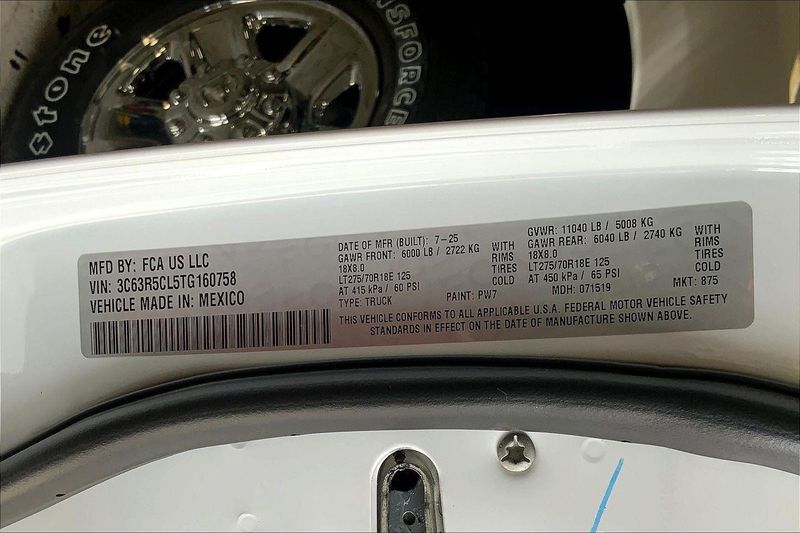 stone
NSFORCE
MFD BY: FCA US LLC
VIN: 3C63R5CL5TG160758
VEHICLE MADE IN: MEXICO
DATE OF MFR (BUILT): 7-25
GAWR FRONT: 6000 LB / 2722 KG WITH
18X8.0 RIMS
LT275/70R18E 125 TIRES
AT 415 kPa / 60 PSI COLD
TYPE: TRUCK PAINT: PW7
GVWR: 11040 LB / 5008 KG
GAWR REAR: 6040 LB / 2740 KG WITH
18X8.0 RIMS
LT275/70R18E 125 TIRES
AT 450 kPa / 65 PSI COLD
MDH: 071519 MKT: 875
THIS VEHICLE CONFORMS TO ALL APPLICABLE U.S.A. FEDERAL MOTOR VEHICLE SAFETY
STANDARDS IN EFFECT ON THE DATE OF MANUFACTURE SHOWN ABOVE.